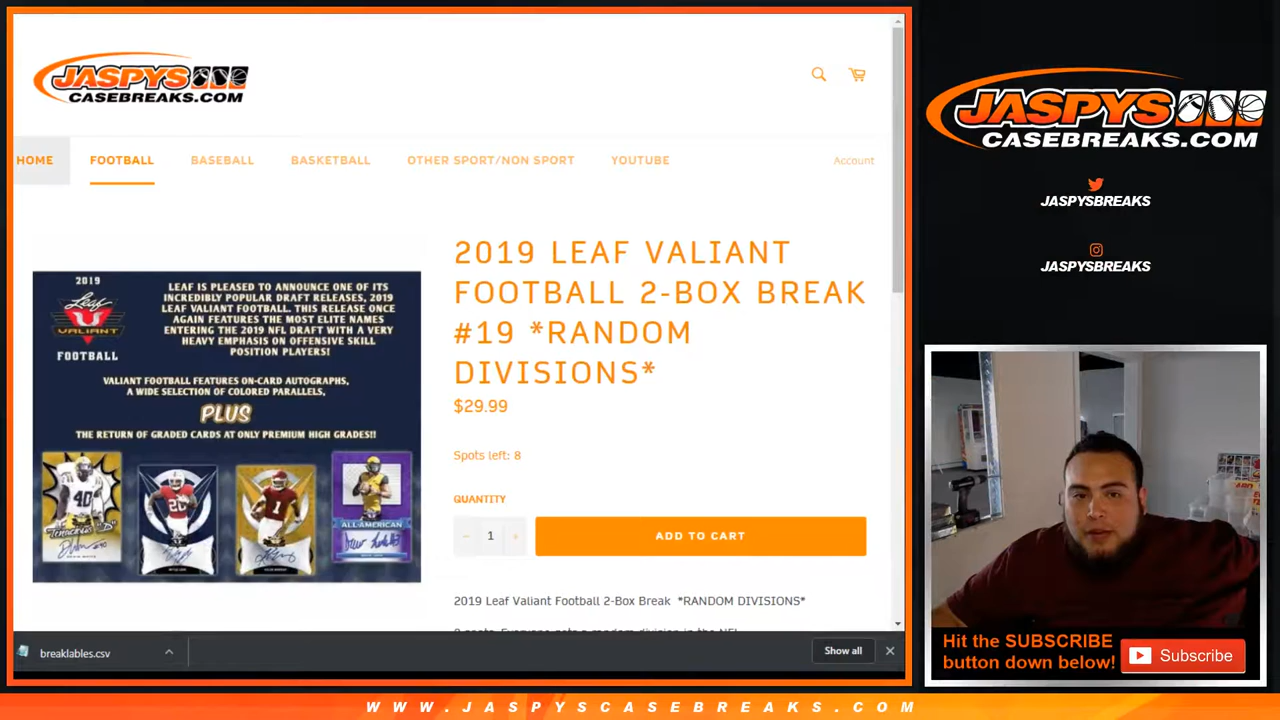 JASPYS
CASEBREAKS.COM
HOME
FOOTBALL
BASEBALL
BASKETBALL
OTHER SPORT/NON SPORT
YOUTUBE
Account
2019
Leaf
VALIANT
FOOTBALL
LEAF IS PLEASED TO ANNOUNCE ONE OF ITS
INCREDIBLY POPULAR DRAFT RELEASES, 2019
LEAF VALIANT FOOTBALL. THIS RELEASE ONCE
AGAIN FEATURES THE MOST ELITE NAMES
ENTERING THE 2019 NFL DRAFT WITH A VERY
HEAVY EMPHASIS ON OFFENSIVE SKILL
POSITION PLAYERS!
VALIANT FOOTBALL FEATURES ON-CARD AUTOGRAPHS,
A WIDE SELECTION OF COLORED PARALLELS,
PLUS
THE RETURN OF GRADED CARDS AT ONLY PREMIUM HIGH GRADES!!
40
Tenacious "D"
20
1
ALL-AMERICAN
2019 LEAF VALIANT
FOOTBALL 2-BOX BREAK
#19 *RANDOM
DIVISIONS*
$29.99
Spots left: 8
QUANTITY
− 1 +
ADD TO CART
2019 Leaf Valiant Football 2-Box Break *RANDOM DIVISIONS*
breaklables.csv
Show all
JASPYS
CASEBREAKS.COM
JASPYSBREAKS
JASPYSBREAKS
Hit the SUBSCRIBE
button down below!
Subscribe
WWW.JASPYSCASEBREAKS.COM